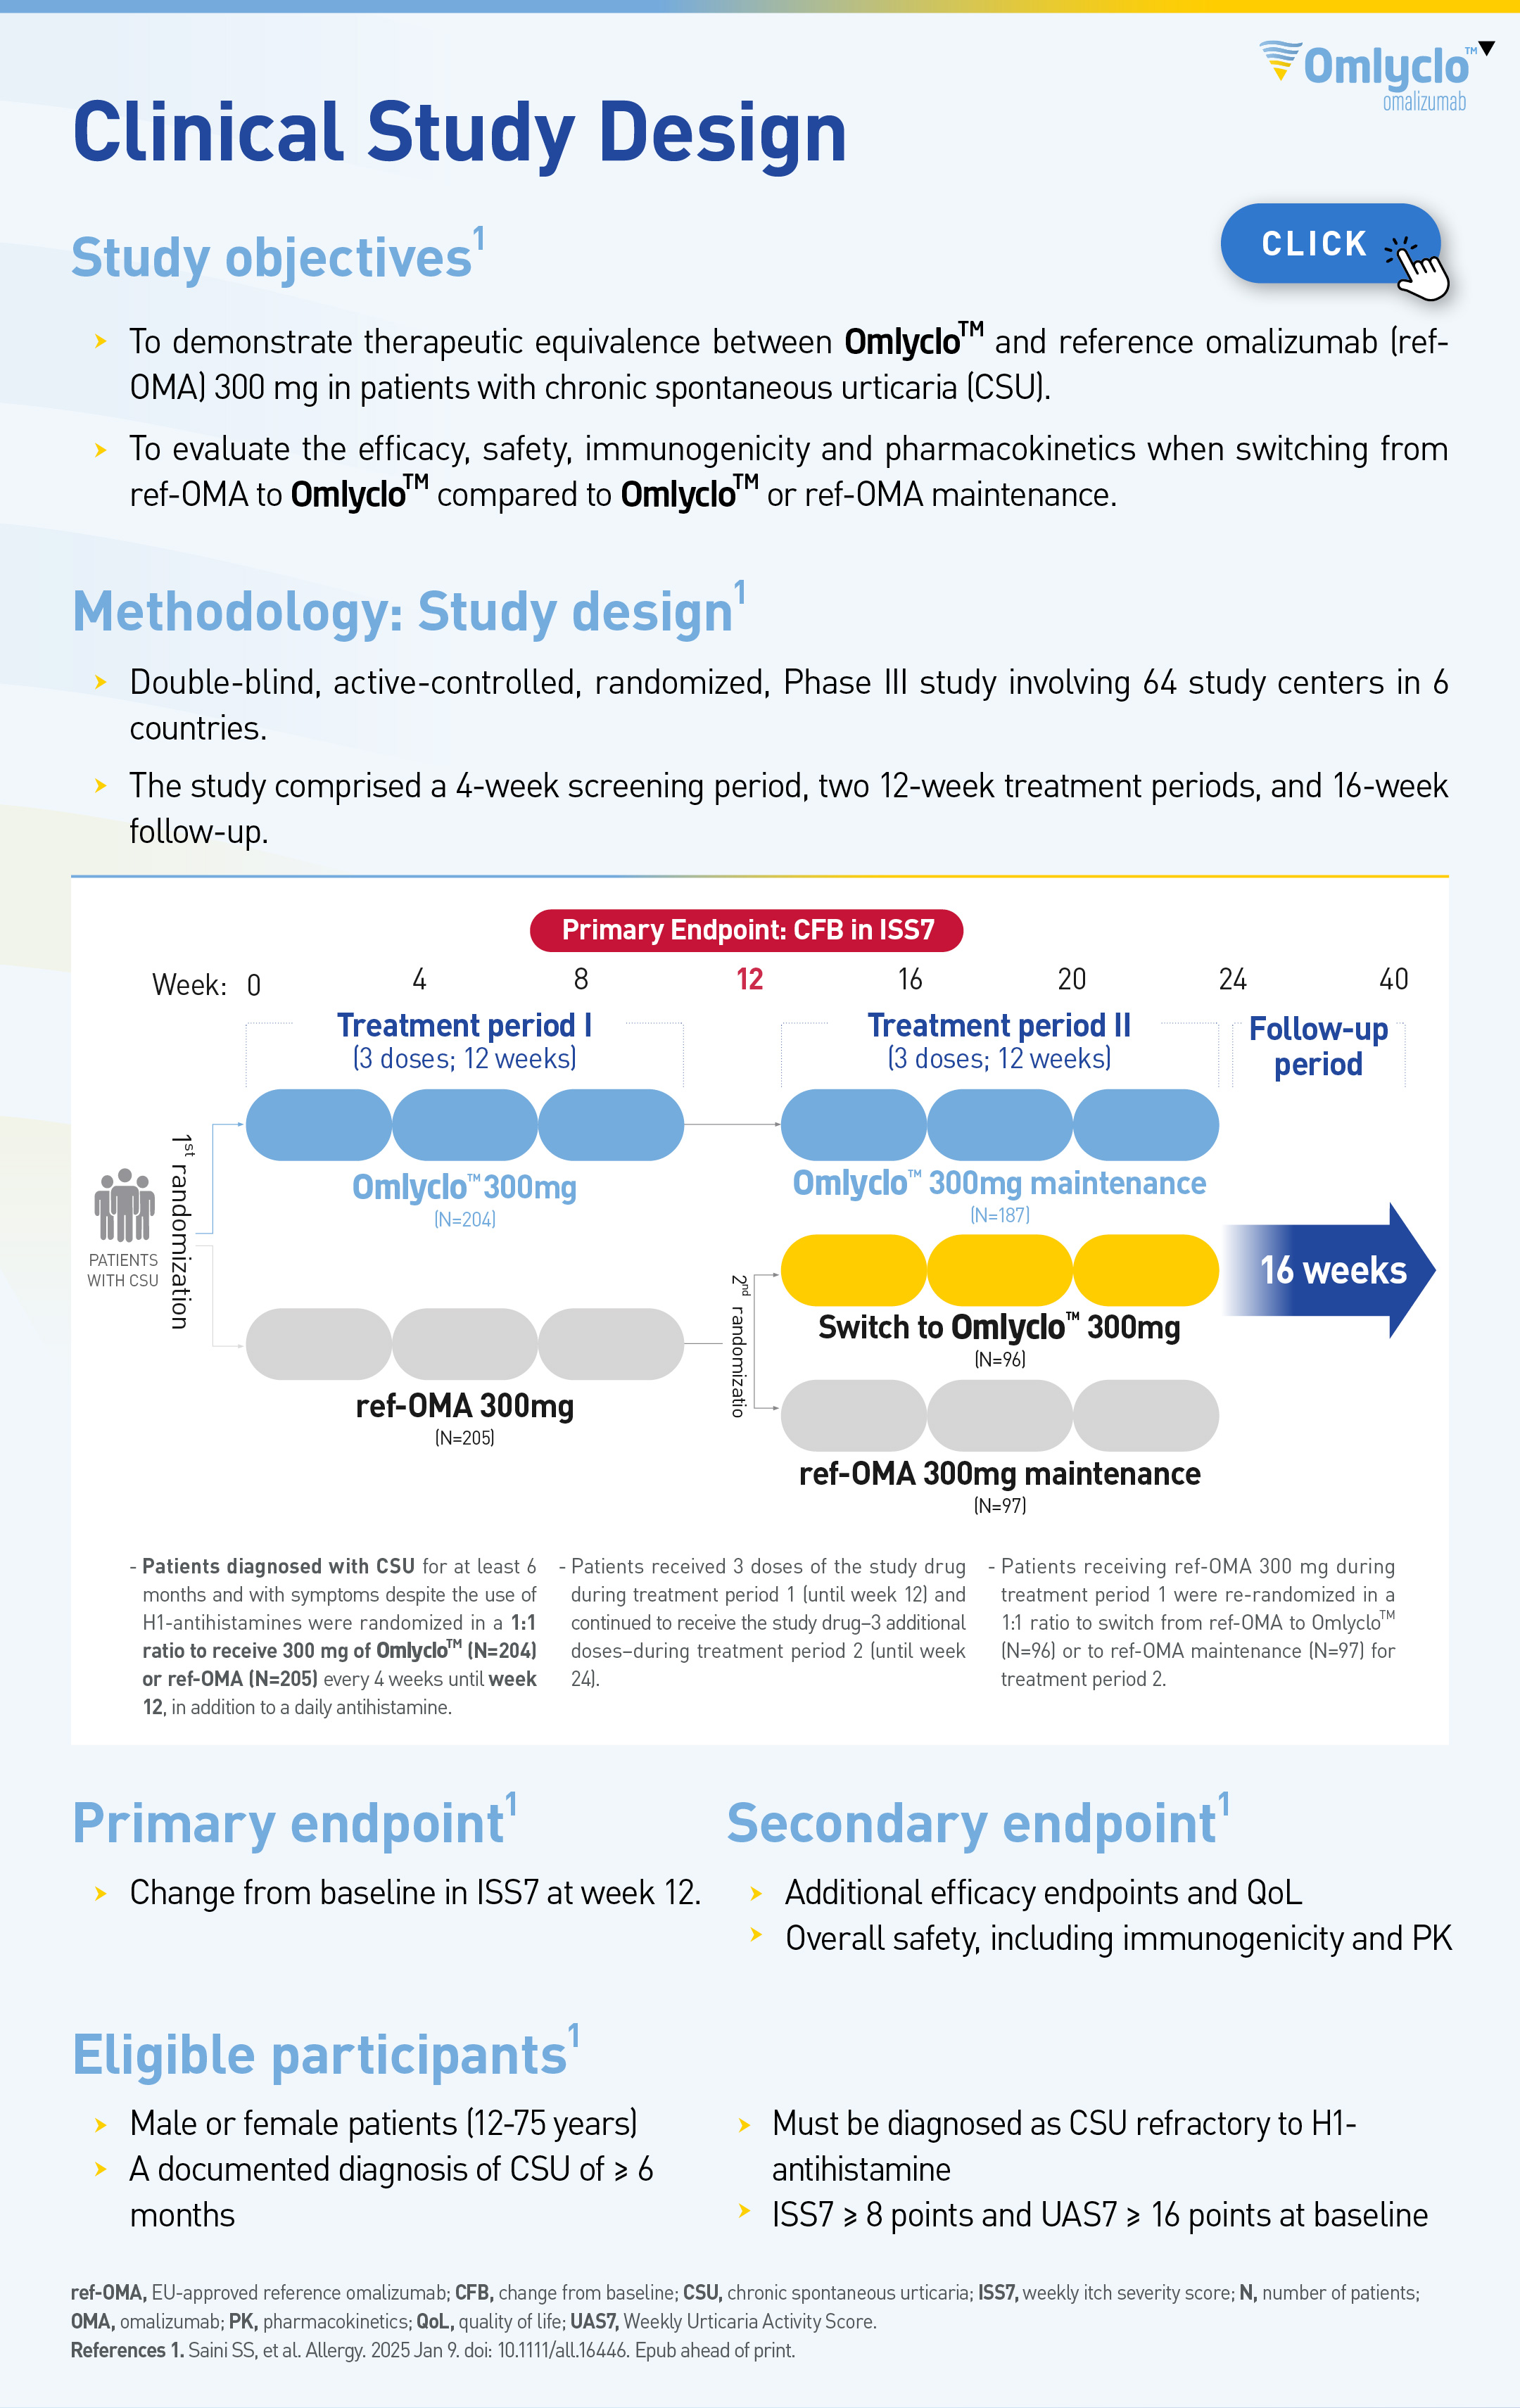 Omlyclo™
omalizumab
Clinical Study Design
Study objectives1
CLICK
To demonstrate therapeutic equivalence between Omlyclo™ and reference omalizumab (ref-
OMA) 300 mg in patients with chronic spontaneous urticaria (CSU).
To evaluate the efficacy, safety, immunogenicity and pharmacokinetics when switching from
ref-OMA to Omlyclo™ compared to Omlyclo™ or ref-OMA maintenance.
Methodology: Study design1
Double-blind, active-controlled, randomized, Phase III study involving 64 study centers in 6
countries.
The study comprised a 4-week screening period, two 12-week treatment periods, and 16-week
follow-up.
Primary Endpoint: CFB in ISS7
Week: 0 4 8 12 16 20 24 40
Treatment period I
(3 doses; 12 weeks)
Treatment period II
(3 doses; 12 weeks)
Follow-up
period
PATIENTS
WITH CSU
1st randomization
Omlyclo™ 300mg
(N=204)
ref-OMA 300mg
(N=205)
2nd randomizatio
Omlyclo™ 300mg maintenance
(N=187)
Switch to Omlyclo™ 300mg
(N=96)
ref-OMA 300mg maintenance
(N=97)
16 weeks
- Patients diagnosed with CSU for at least 6
months and with symptoms despite the use of
H1-antihistamines were randomized in a 1:1
ratio to receive 300 mg of Omlyclo™ (N=204)
or ref-OMA (N=205) every 4 weeks until week
12, in addition to a daily antihistamine.
- Patients received 3 doses of the study drug
during treatment period 1 (until week 12) and
continued to receive the study drug–3 additional
doses–during treatment period 2 (until week
24).
- Patients receiving ref-OMA 300 mg during
treatment period 1 were re-randomized in a
1:1 ratio to switch from ref-OMA to Omlyclo™
(N=96) or to ref-OMA maintenance (N=97) for
treatment period 2.
Primary endpoint1
Change from baseline in ISS7 at week 12.
Secondary endpoint1
Additional efficacy endpoints and QoL
Overall safety, including immunogenicity and PK
Eligible participants1
Male or female patients (12-75 years)
A documented diagnosis of CSU of ⩾ 6
months
Must be diagnosed as CSU refractory to H1-
antihistamine
ISS7 ⩾ 8 points and UAS7 ⩾ 16 points at baseline
ref-OMA, EU-approved reference omalizumab; CFB, change from baseline; CSU, chronic spontaneous urticaria; ISS7, weekly itch severity score; N, number of patients;
OMA, omalizumab; PK, pharmacokinetics; QoL, quality of life; UAS7, Weekly Urticaria Activity Score.
References 1. Saini SS, et al. Allergy. 2025 Jan 9. doi: 10.1111/all.16446. Epub ahead of print.